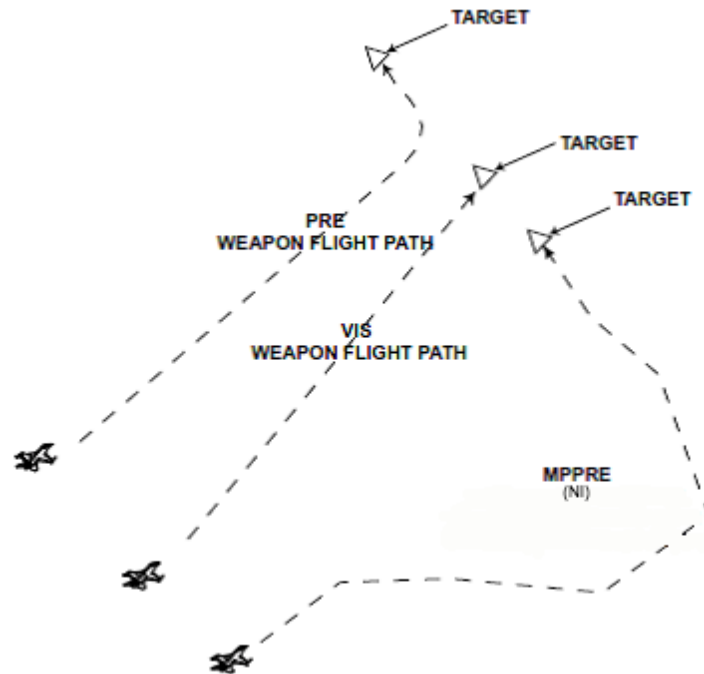 TARGET
TARGET
TARGET
PRE
WEAPON FLIGHT PATH
VIS
WEAPON FLIGHT PATH
MPPRE
(NI)